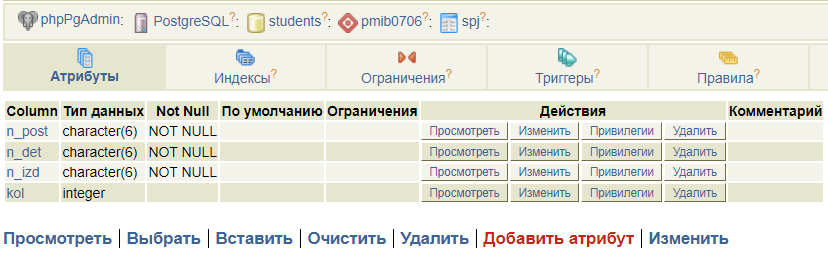 phpPgAdmin: PostgreSQL?: students?: pmib0706?: spj?:
Атрибуты Индексы? Ограничения? Триггеры? Правила?
Column Тип данных Not Null По умолчанию Ограничения Действия Комментарий
n_post character(6) NOT NULL Просмотреть Изменить Привилегии Удалить
n_det character(6) NOT NULL Просмотреть Изменить Привилегии Удалить
n_izd character(6) NOT NULL Просмотреть Изменить Привилегии Удалить
kol integer Просмотреть Изменить Привилегии Удалить
Просмотреть | Выбрать | Вставить | Очистить | Удалить | Добавить атрибут | Изменить